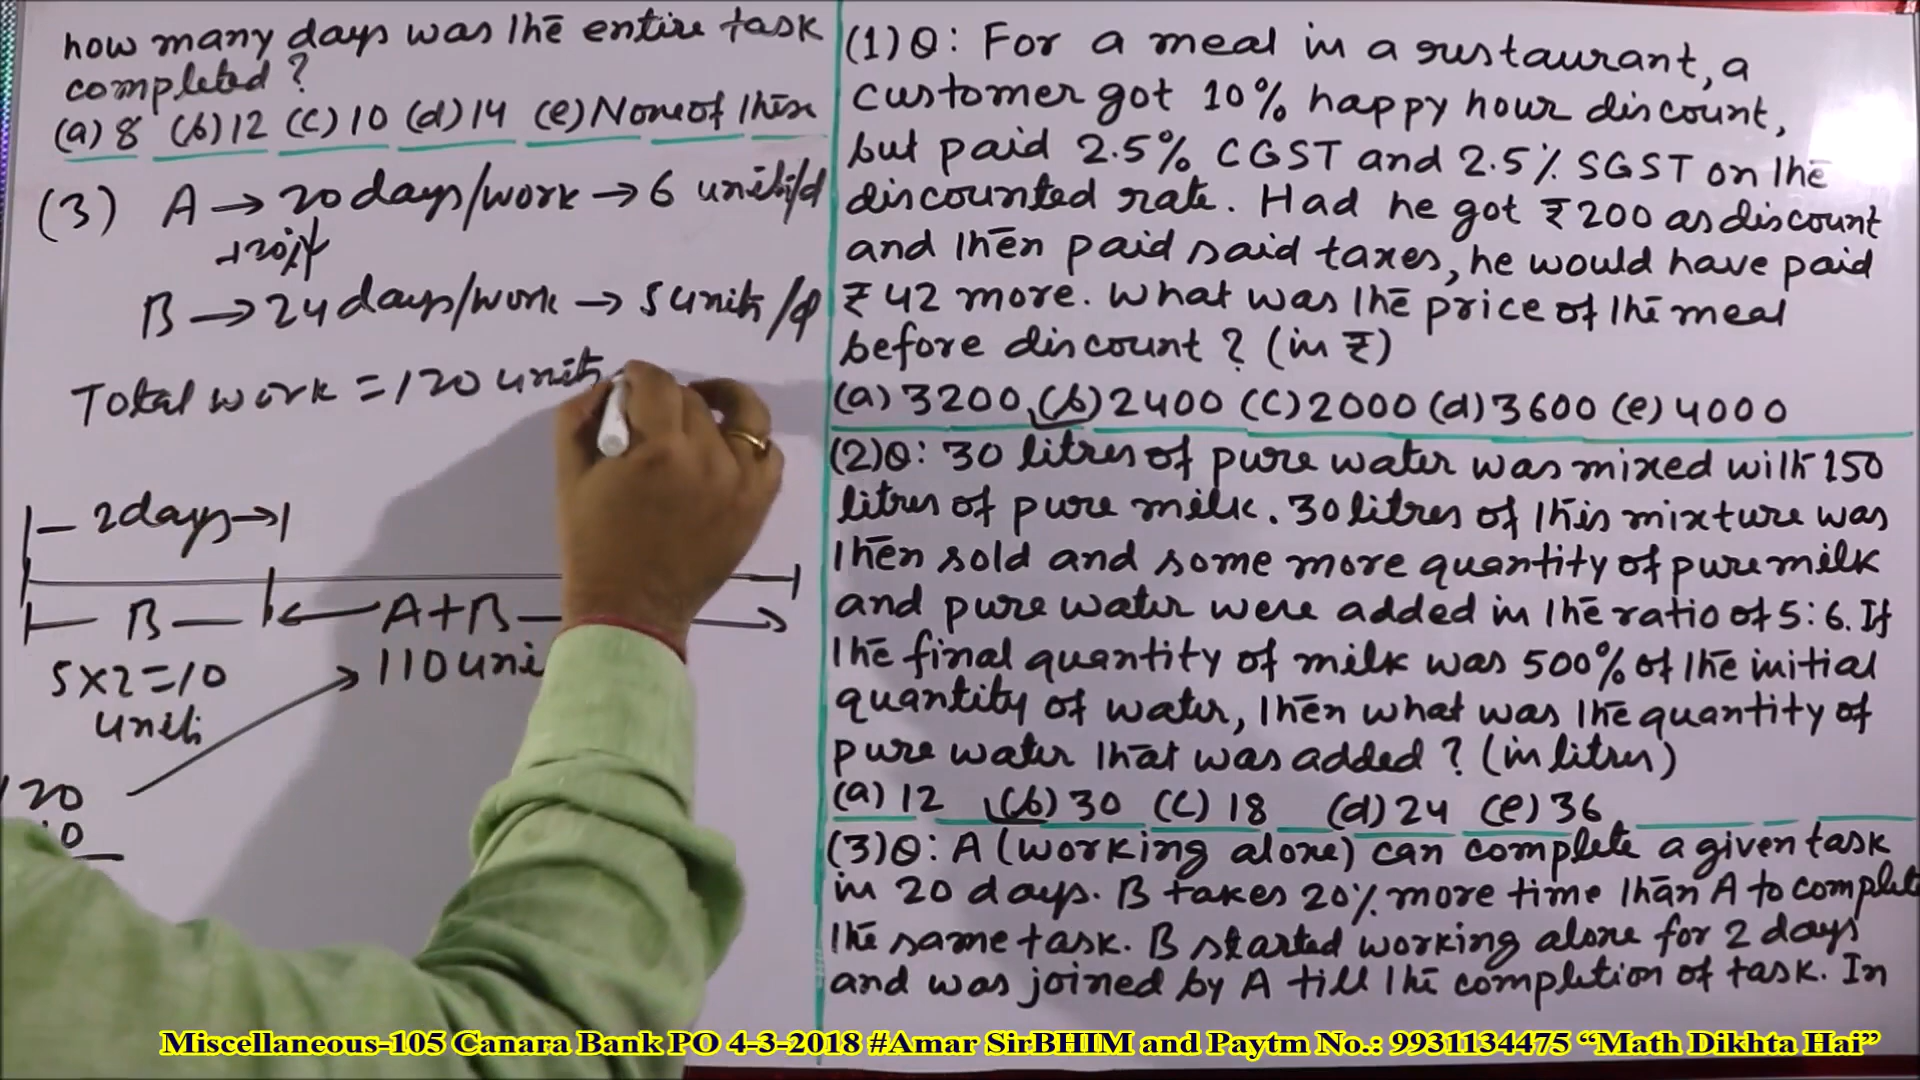 how many days was the entire task
completed?
(a) 8 (b) 12 (c) 10 (d) 14 (e) None of these
(3) A → 20 days/work → 6 units/d
+20%
B → 24 days/work → 5 units/d
Total work = 120 units
2 days
B A+B
5×2=10 110 uni
units
120
10
(1) Q: For a meal in a restaurant, a
customer got 10% happy hour discount,
but paid 2.5% CGST and 2.5% SGST on the
discounted rate. Had he got ₹200 as discount
and then paid said taxes, he would have paid
₹42 more. What was the price of the meal
before discount? (in ₹)
(a) 3200 (b) 2400 (c) 2000 (d) 3600 (e) 4000
(2) Q: 30 litres of pure water was mixed with 150
litres of pure milk. 30 litres of this mixture was
then sold and some more quantity of pure milk
and pure water were added in the ratio of 5:6. If
the final quantity of milk was 500% of the initial
quantity of water, then what was the quantity of
pure water that was added? (in litres)
(a) 12 (b) 30 (c) 18 (d) 24 (e) 36
(3) Q: A (working alone) can complete a given task
in 20 days. B takes 20% more time than A to complete
the same task. B started working alone for 2 days
and was joined by A till the completion of task. In
Miscellaneous-105 Canara Bank PO 4-3-2018 #Amar SirBHIM and Paytm No.: 9931134475 “Math Dikhta Hai”